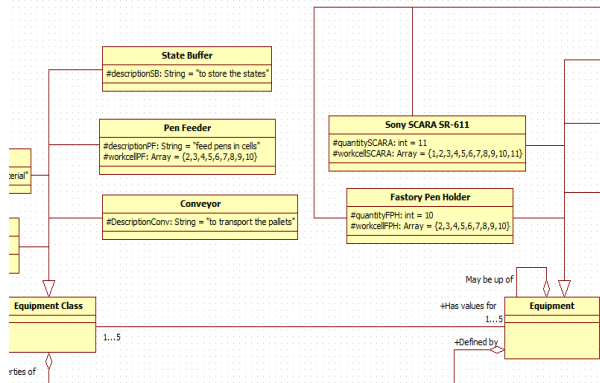 State Buffer
#descriptionSB: String = "to store the states"
Pen Feeder
#descriptionPF: String = "feed pens in cells"
#workcellPF: Array = {2,3,4,5,6,7,8,9,10}
Sony SCARA SR-611
#quantitySCARA: int = 11
#workcellSCARA: Array = {1,2,3,4,5,6,7,8,9,10,11}
terial"
Conveyor
#DescriptionConv: String = "to transport the pallets"
Fastory Pen Holder
#quantityFPH: int = 10
#workcellFPH: Array = {2,3,4,5,6,7,8,9,10}
May be up of
Equipment Class
+Has values for
Equipment
1...5
1...5
+Defined by
erties of